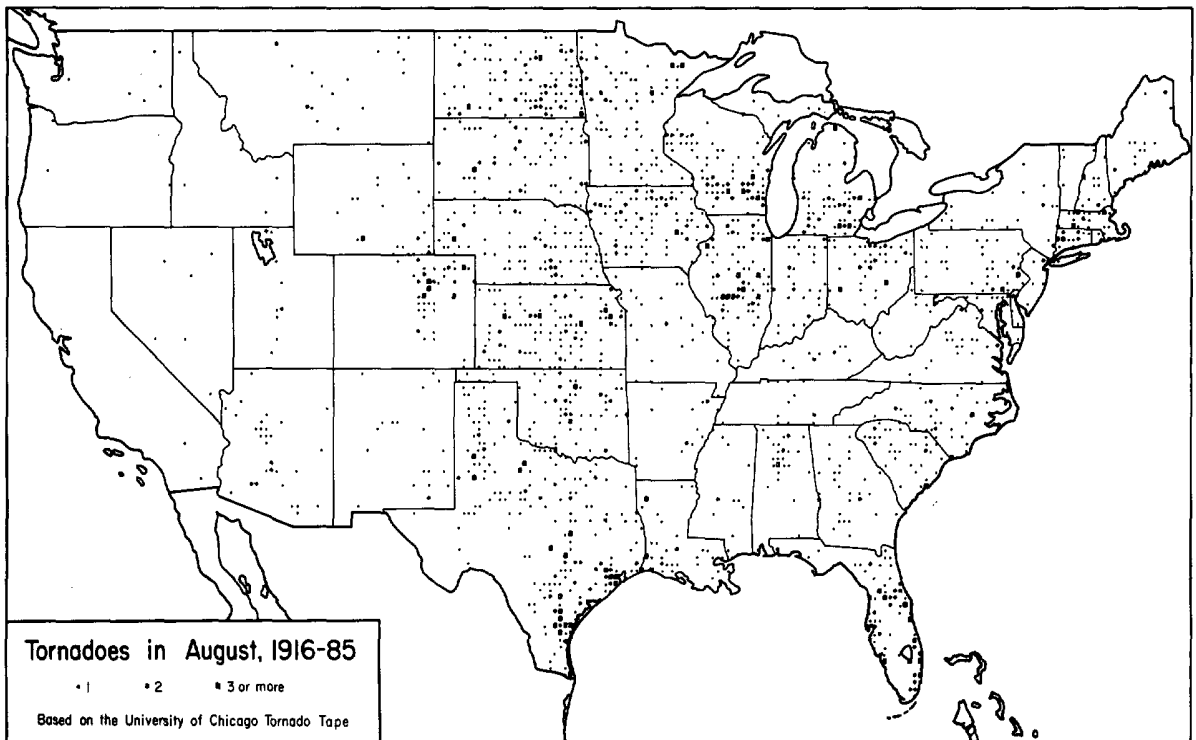 Tornadoes in August, 1916-85
1 2 3 or more
Based on the University of Chicago Tornado Tape